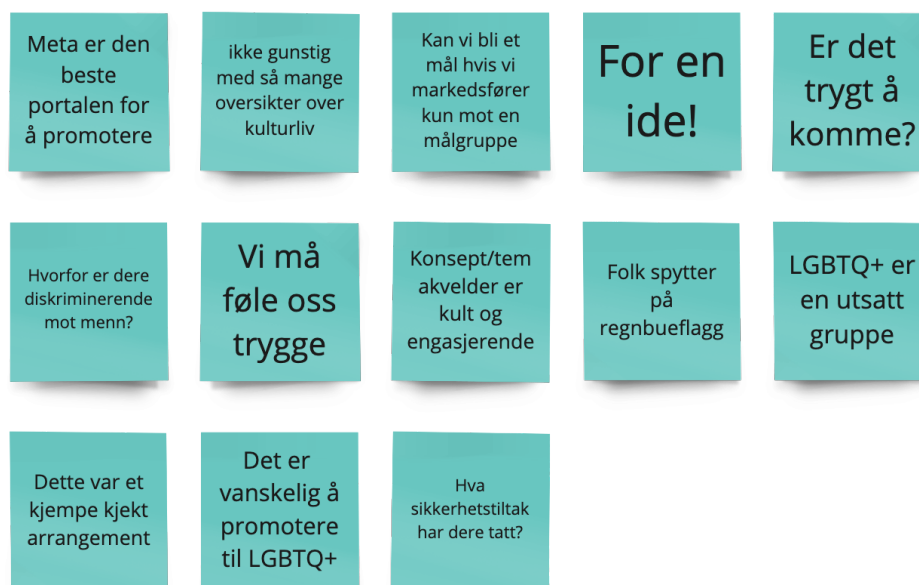 Meta er den
beste
portalen for
å promotere
ikke gunstig
med så mange
oversikter over
kulturliv
Kan vi bli et
mål hvis vi
markedsfører
kun mot en
målgruppe
For en
ide!
Er det
trygt å
komme?
Hvorfor er dere
diskriminerende
mot menn?
Vi må
føle oss
trygge
Konsept/tem
akvelder er
kult og
engasjerende
Folk spytter
på
regnbueflagg
LGBTQ+ er
en utsatt
gruppe
Dette var et
kjempe kjekt
arrangement
Det er
vanskelig å
promotere
til LGBTQ+
Hva
sikkerhetstiltak
har dere tatt?